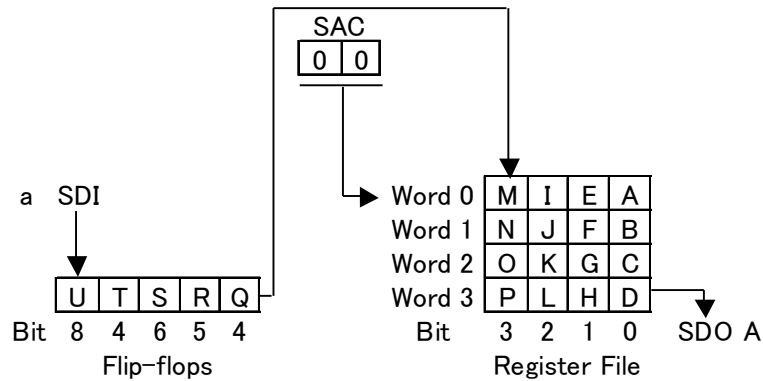 SAC
0 0
a SDI
Word 0 M I E A
Word 1 N J F B
Word 2 O K G C
Word 3 P L H D
U T S R Q
Bit 8 4 6 5 4
Bit 3 2 1 0 SDO A
Flip-flops
Register File